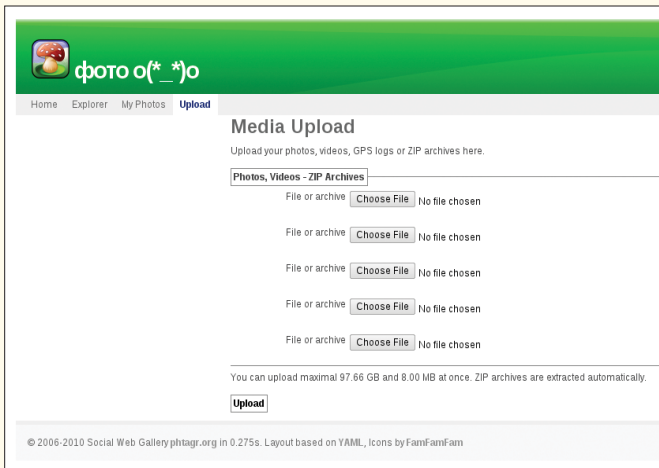 фото o(*_*)o
Home Explorer My Photos Upload
Media Upload
Upload your photos, videos, GPS logs or ZIP archives here.
Photos, Videos - ZIP Archives
File or archive Choose File No file chosen
File or archive Choose File No file chosen
File or archive Choose File No file chosen
File or archive Choose File No file chosen
File or archive Choose File No file chosen
You can upload maximal 97.66 GB and 8.00 MB at once. ZIP archives are extracted automatically.
Upload
© 2006-2010 Social Web Gallery phtagr.org in 0.275s. Layout based on YAML, Icons by FamFamFam